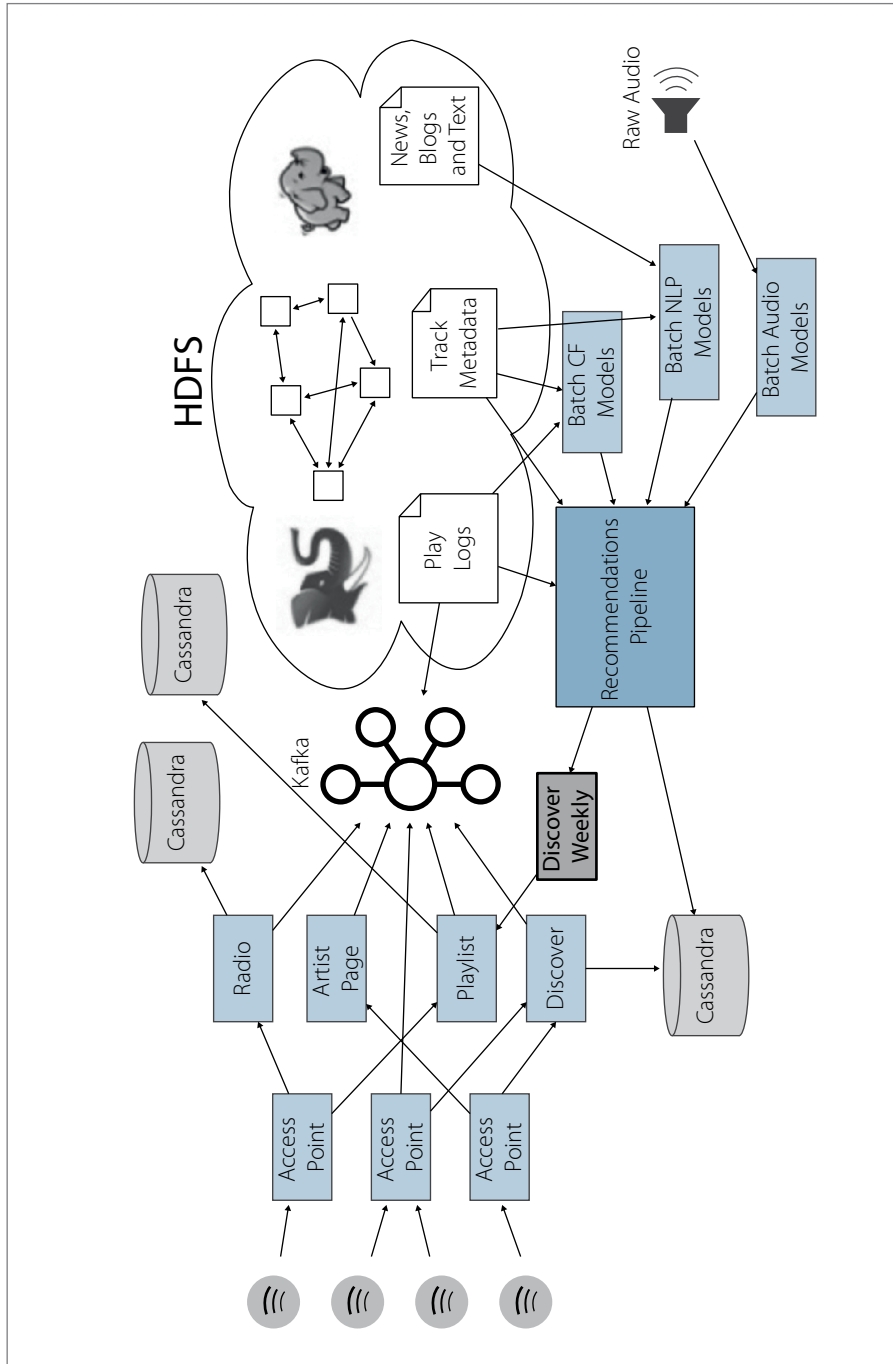 HDFS
Cassandra
Cassandra
Kafka
News,
Blogs
and Text
Track
Metadata
Play
Logs
Raw Audio
Radio
Artist
Page
Playlist
Discover
Access
Point
Access
Point
Access
Point
Discover
Weekly
Recommendations
Pipeline
Batch CF
Models
Batch NLP
Models
Batch Audio
Models
Cassandra